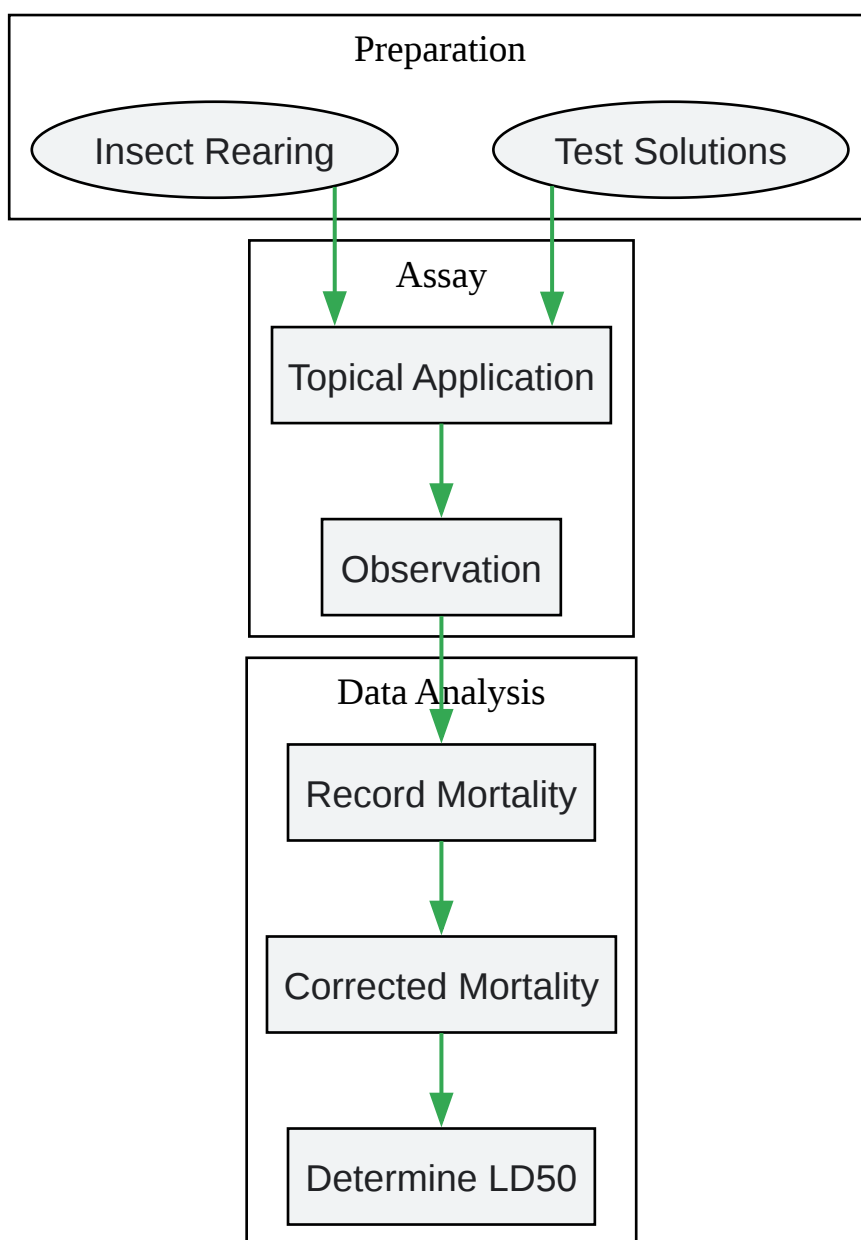 Preparation
Insect Rearing
Test Solutions
Assay
Topical Application
Observation
Data Analysis
Record Mortality
Corrected Mortality
Determine LD50